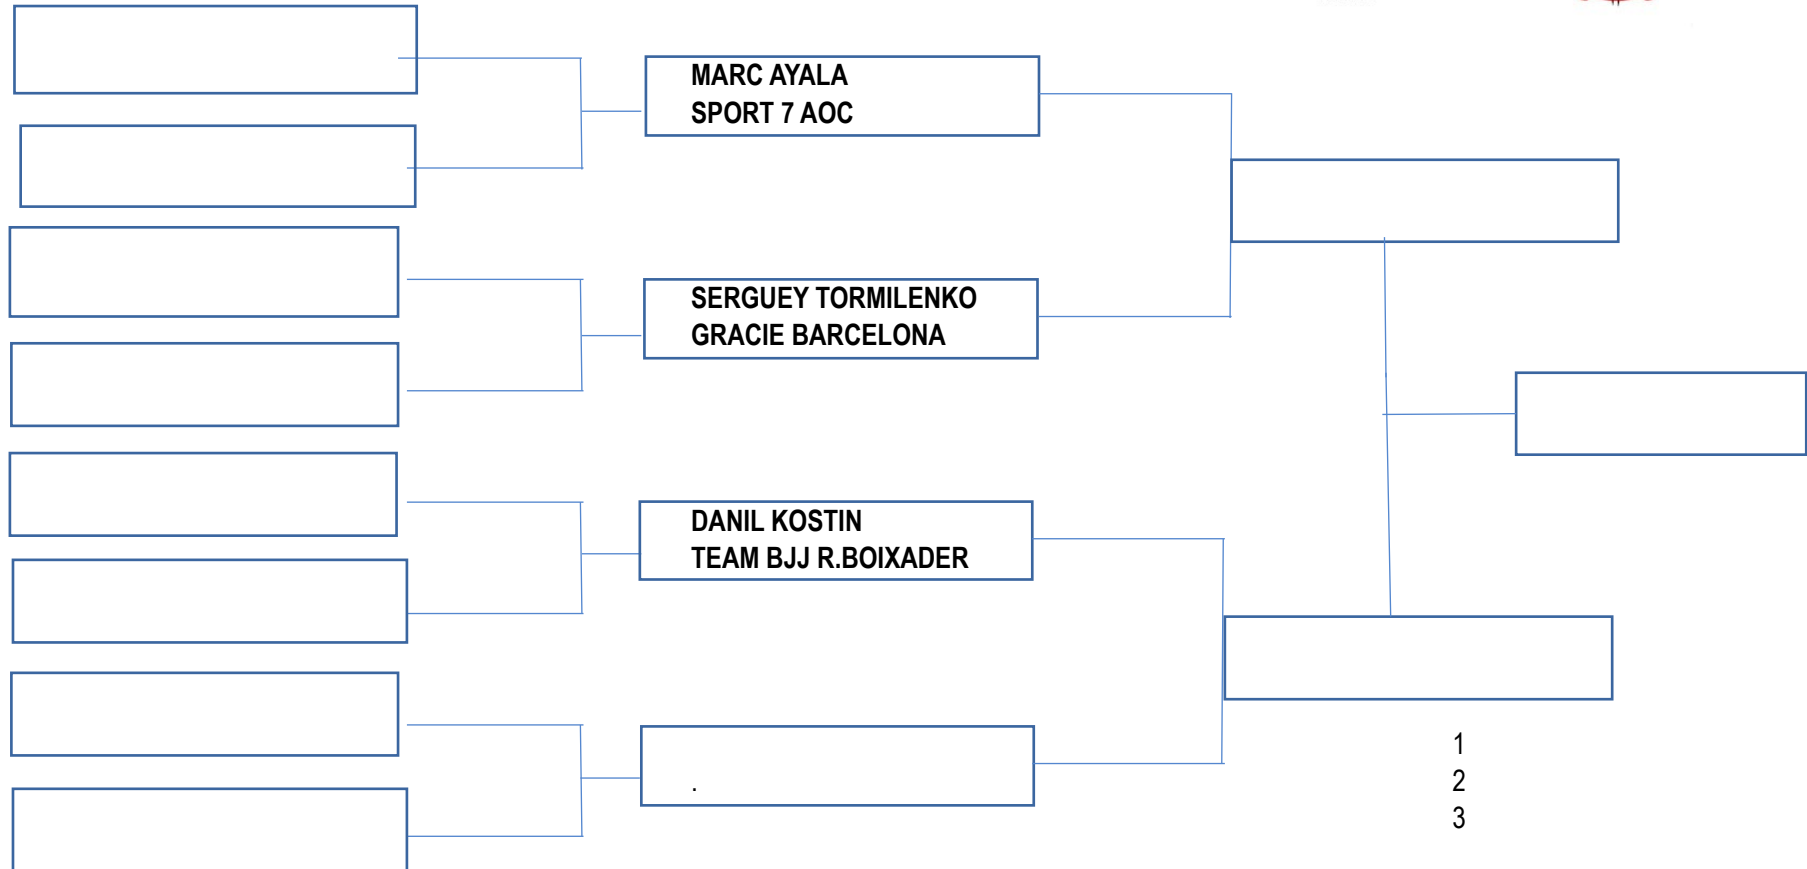 MARC AYALA
SPORT 7 AOC
SERGUEY TORMILENKO
GRACIE BARCELONA
DANIL KOSTIN
TEAM BJJ R.BOIXADER
.
1
2
3